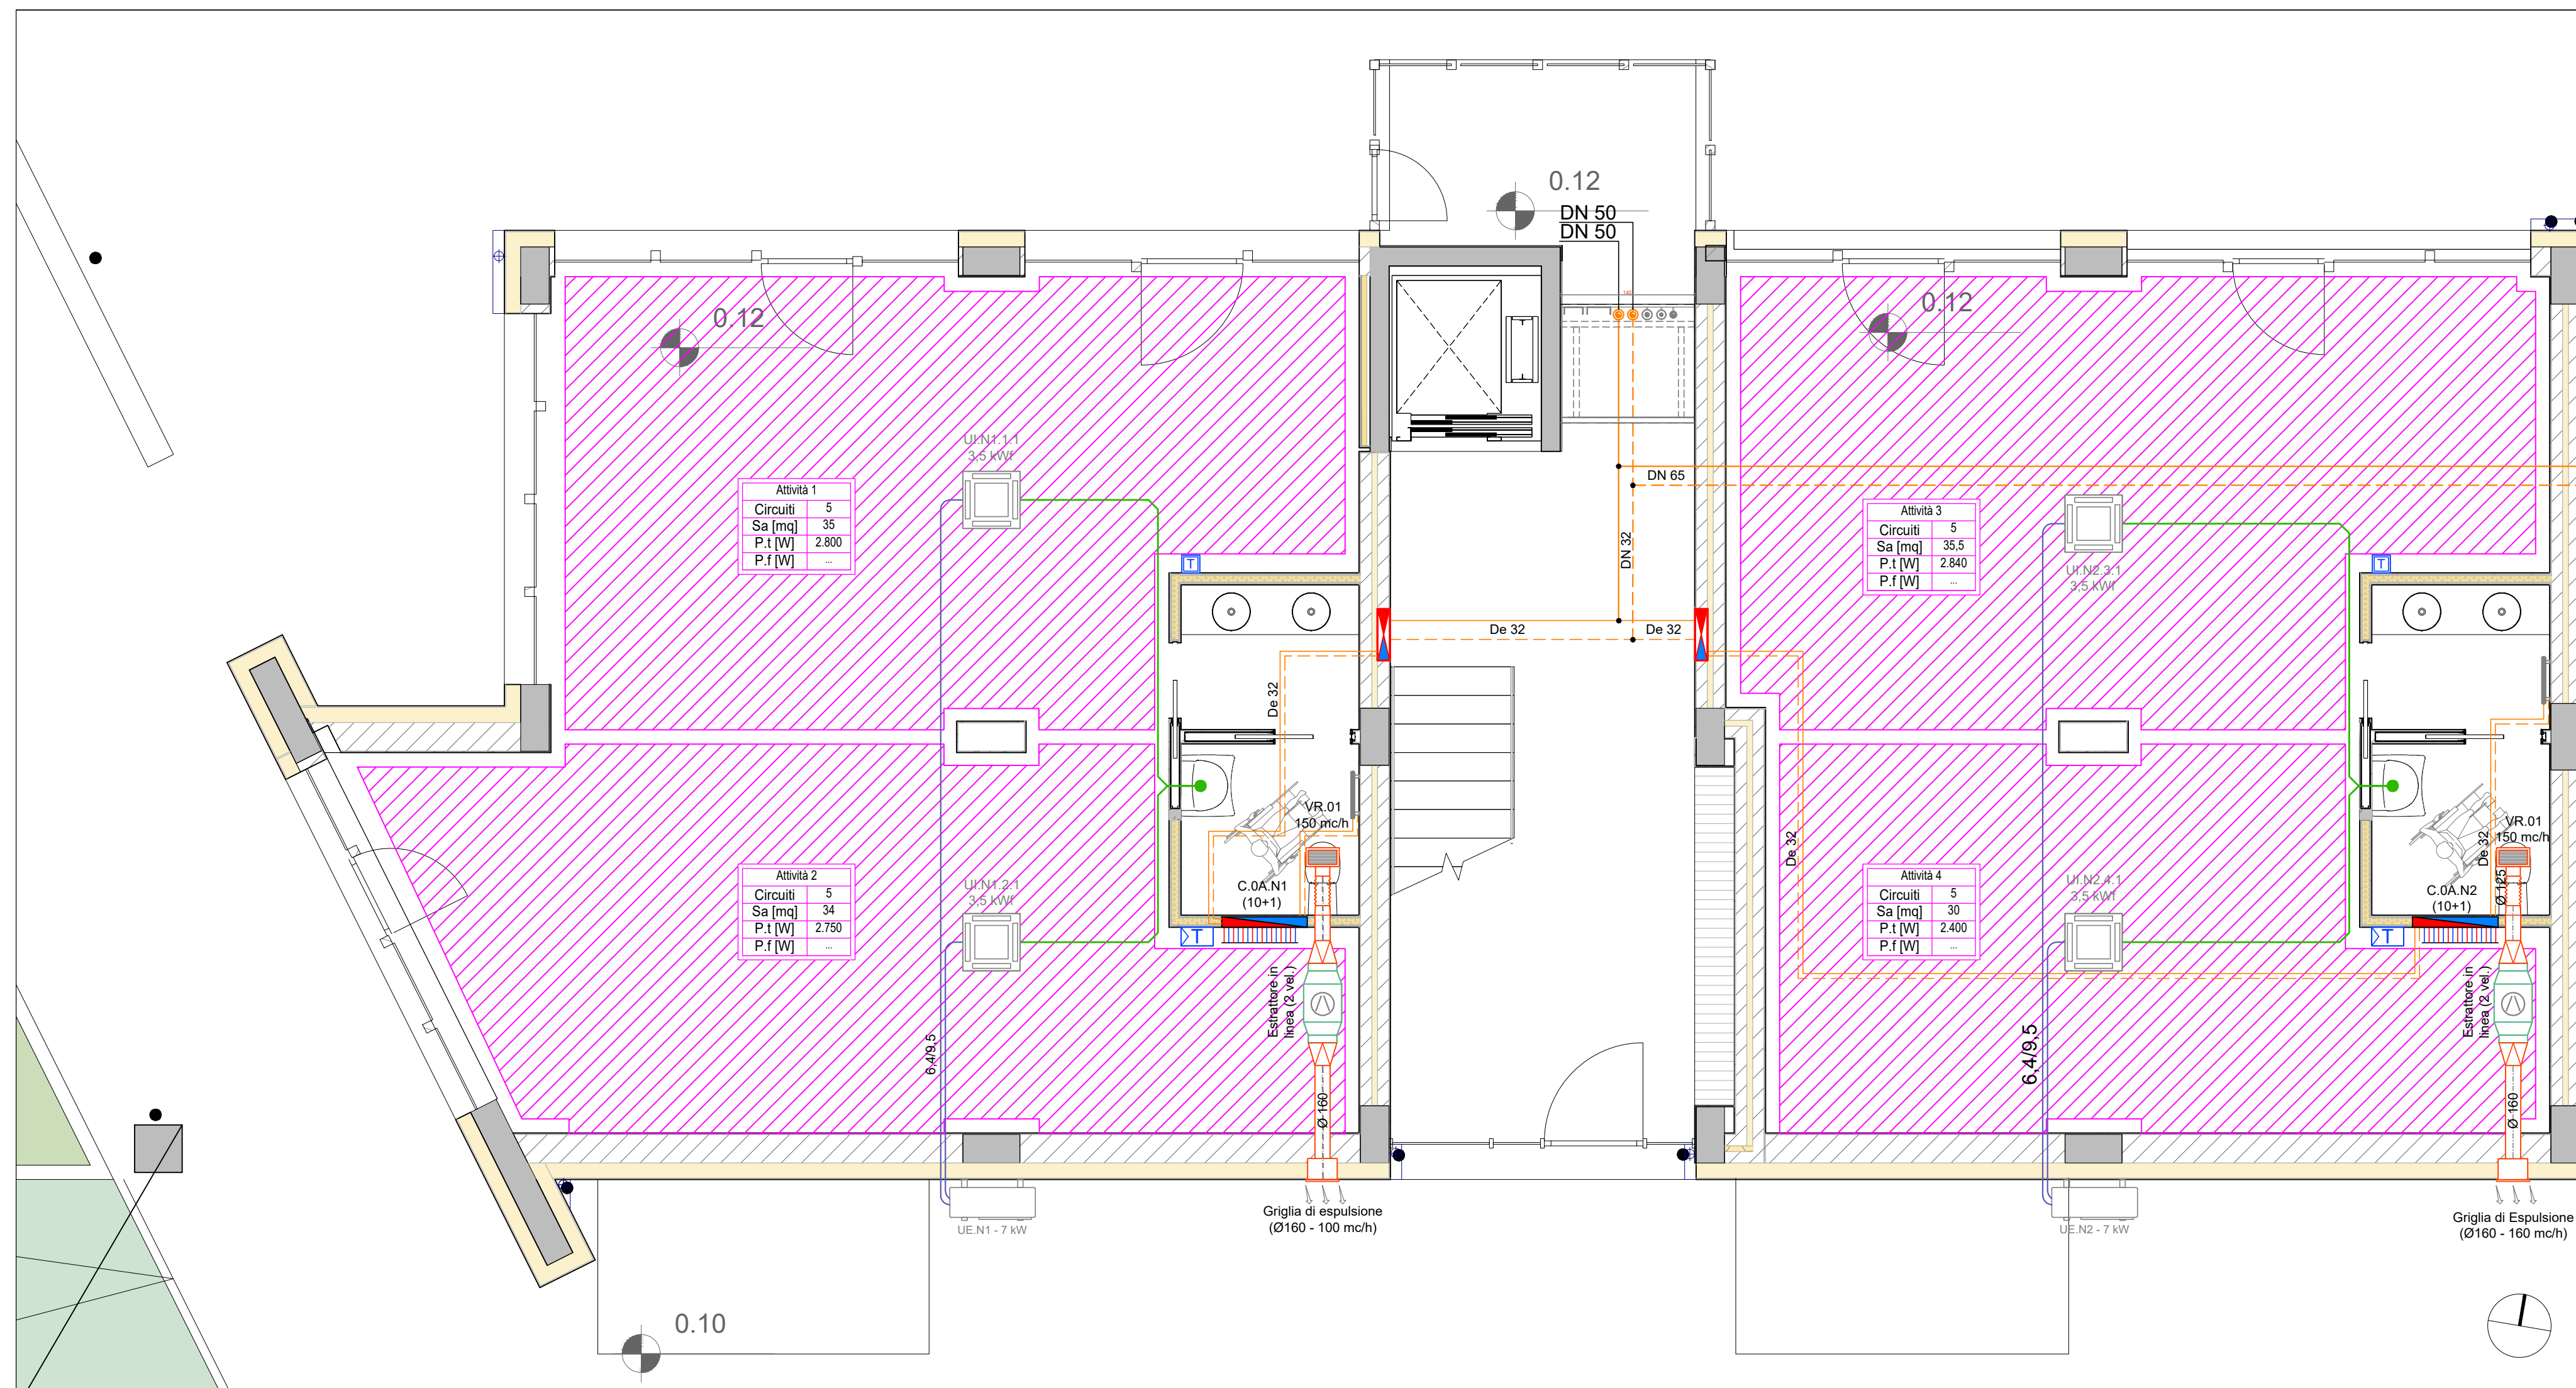 0.12
DN 50
DN 50
0.12
0.12
140
UI.N1.1.1
3,5 kWf
DN 65
Attività 1
Circuiti 5
Sa [mq] 35
P.t [W] 2.800
P.f [W] ...
Attività 3
Circuiti 5
Sa [mq] 35,5
P.t [W] 2.840
P.f [W] ...
DN 32
T
T
UI.N2.3.1
3,5 kWf
De 32
De 32
De 32
VR.01
150 mc/h
VR.01
150 mc/h
De 32
De 32
Attività 2
Circuiti 5
Sa [mq] 34
P.t [W] 2.750
P.f [W] ...
UI.N1.2.1
3,5 kWf
C.0A.N1
(10+1)
Attività 4
Circuiti 5
Sa [mq] 30
P.t [W] 2.400
P.f [W] ...
UI.N2.4.1
3,5 kWf
C.0A.N2
(10+1)
Ø 125
T
T
Estrattore in
linea (2 vel.)
Estrattore in
linea (2 vel.)
6,4/9,5
6,4/9,5
Ø 160
Ø 160
UE.N1 - 7 kW
Griglia di espulsione
(Ø160 - 100 mc/h)
UE.N2 - 7 kW
Griglia di Espulsione
(Ø160 - 160 mc/h)
0.10